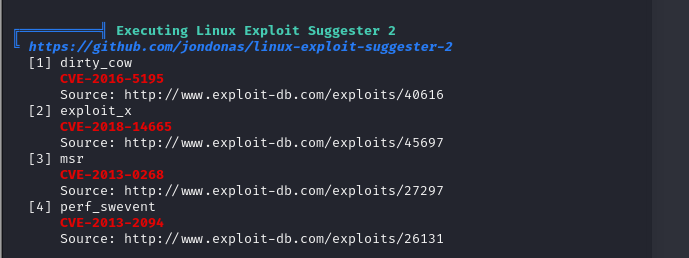 Executing Linux Exploit Suggester 2
https://github.com/jondonas/linux-exploit-suggester-2
[1] dirty_cow
CVE-2016-5195
Source: http://www.exploit-db.com/exploits/40616
[2] exploit_x
CVE-2018-14665
Source: http://www.exploit-db.com/exploits/45697
[3] msr
CVE-2013-0268
Source: http://www.exploit-db.com/exploits/27297
[4] perf_swevent
CVE-2013-2094
Source: http://www.exploit-db.com/exploits/26131